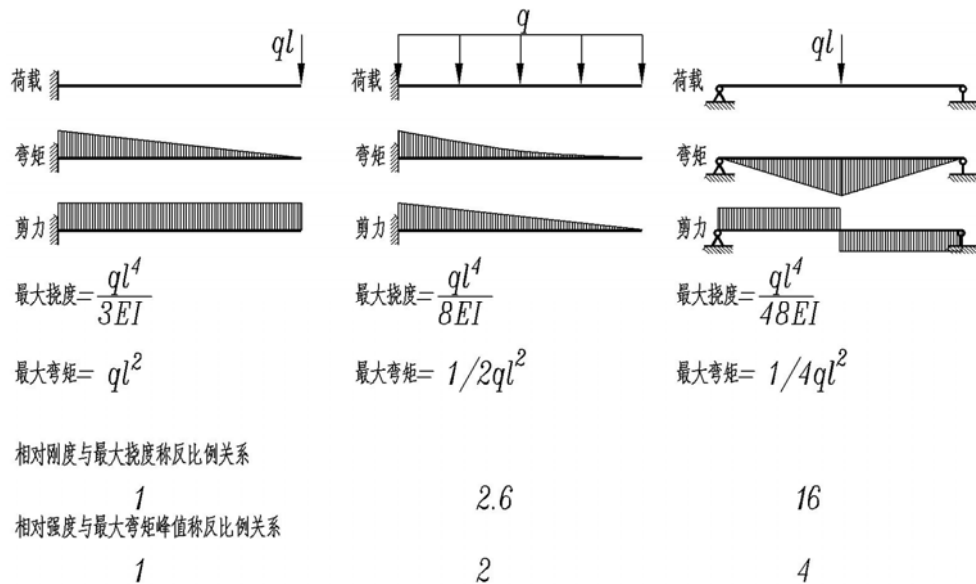 ql q ql
荷载 荷载 荷载
弯矩 弯矩 弯矩
剪力 剪力 剪力
最大挠度=ql⁴/3EI 最大挠度=ql⁴/8EI 最大挠度=ql⁴/48EI
最大弯矩= ql² 最大弯矩= 1/2ql² 最大弯矩= 1/4ql²
相对刚度与最大挠度称反比例关系
1 2.6 16
相对强度与最大弯矩峰值称反比例关系
1 2 4